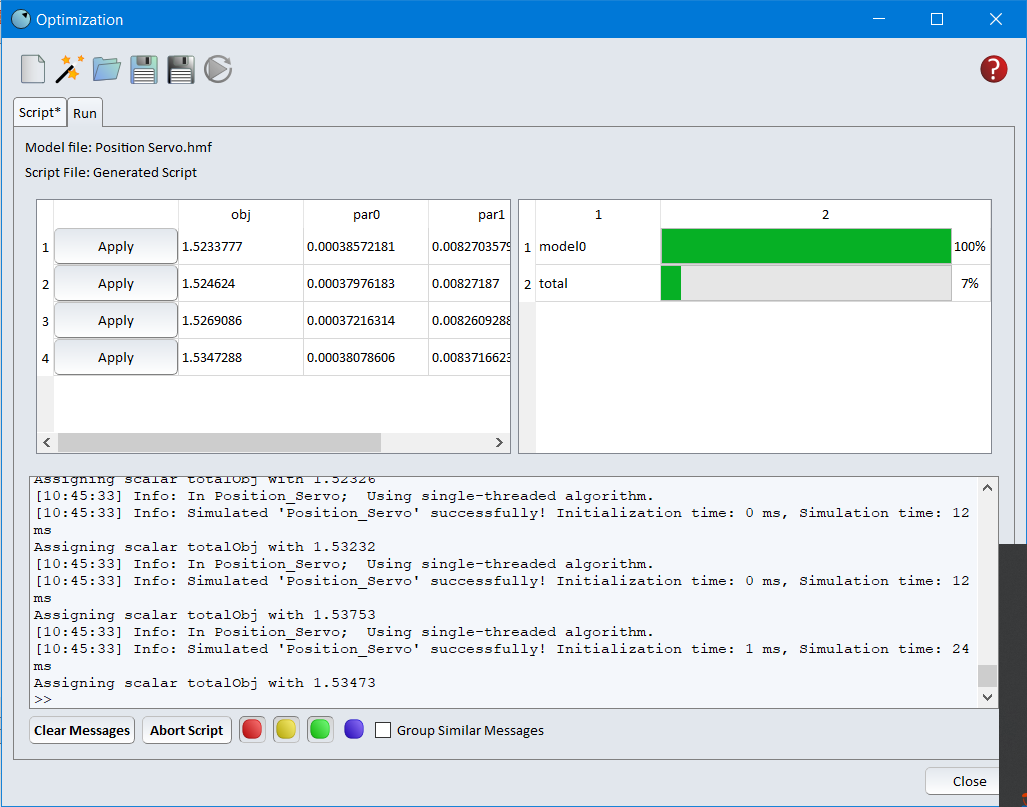 Optimization
Script* Run
Model file: Position Servo.hmf
Script File: Generated Script
obj par0 par1
1 Apply 1.5233777 0.00038572181 0.0082703579
2 Apply 1.524624 0.00037976183 0.00827187
3 Apply 1.5269086 0.00037216314 0.0082609288
4 Apply 1.5347288 0.00038078606 0.0083716623
1 2
1 model0 100%
2 total 7%
Assigning scalar totalObj with 1.52326
[10:45:33] Info: In Position_Servo;  Using single-threaded algorithm.
[10:45:33] Info: Simulated 'Position_Servo' successfully! Initialization time: 0 ms, Simulation time: 12
ms
Assigning scalar totalObj with 1.53232
[10:45:33] Info: In Position_Servo;  Using single-threaded algorithm.
[10:45:33] Info: Simulated 'Position_Servo' successfully! Initialization time: 0 ms, Simulation time: 12
ms
Assigning scalar totalObj with 1.53753
[10:45:33] Info: In Position_Servo;  Using single-threaded algorithm.
[10:45:33] Info: Simulated 'Position_Servo' successfully! Initialization time: 1 ms, Simulation time: 24
ms
Assigning scalar totalObj with 1.53473
>>
Clear Messages Abort Script Group Similar Messages
Close